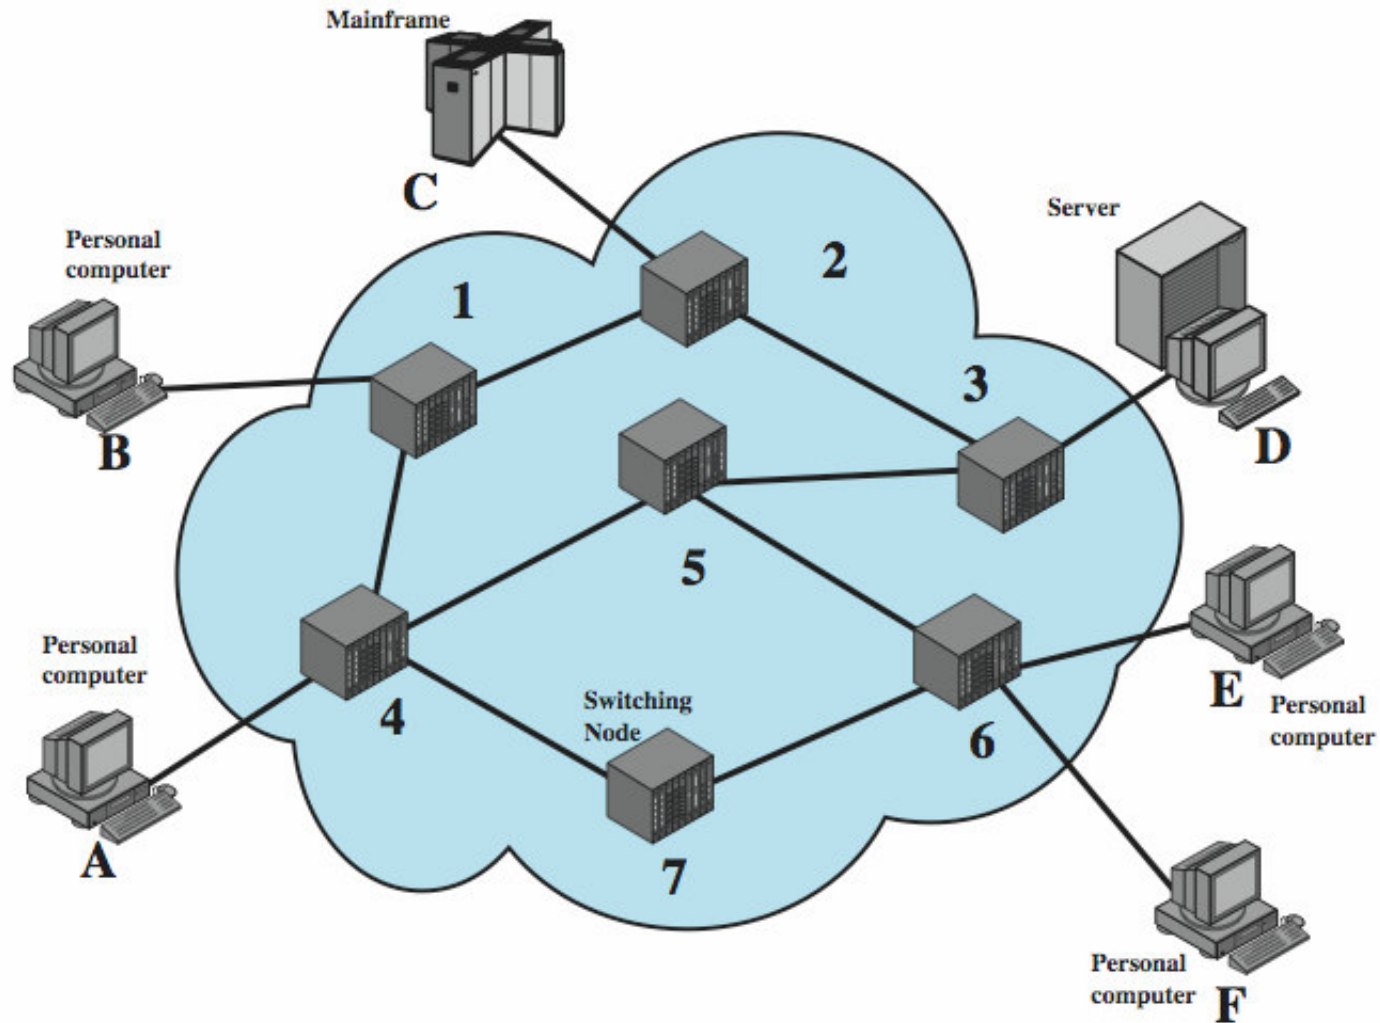 Mainframe
C
Server
Personal
computer
2
1
3
B
D
5
Personal
computer
Switching
Node
E
Personal
computer
4
6
A
7
Personal
computer
F